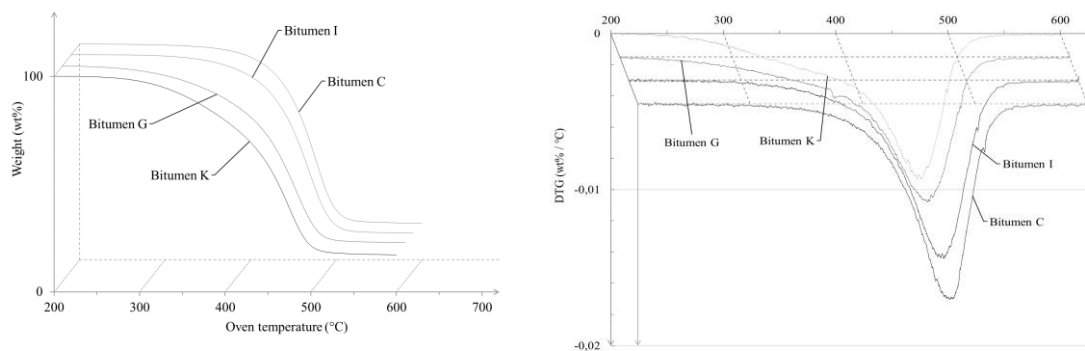 Bitumen I
Bitumen C
100
Bitumen G
Bitumen K
Weight (wt%)
0
200 300 400 500 600 700
Oven temperature (°C)
200 300 400 500 600
0
Bitumen G
Bitumen K
Bitumen I
Bitumen C
-0,01
DTG (wt% / °C)
-0,02